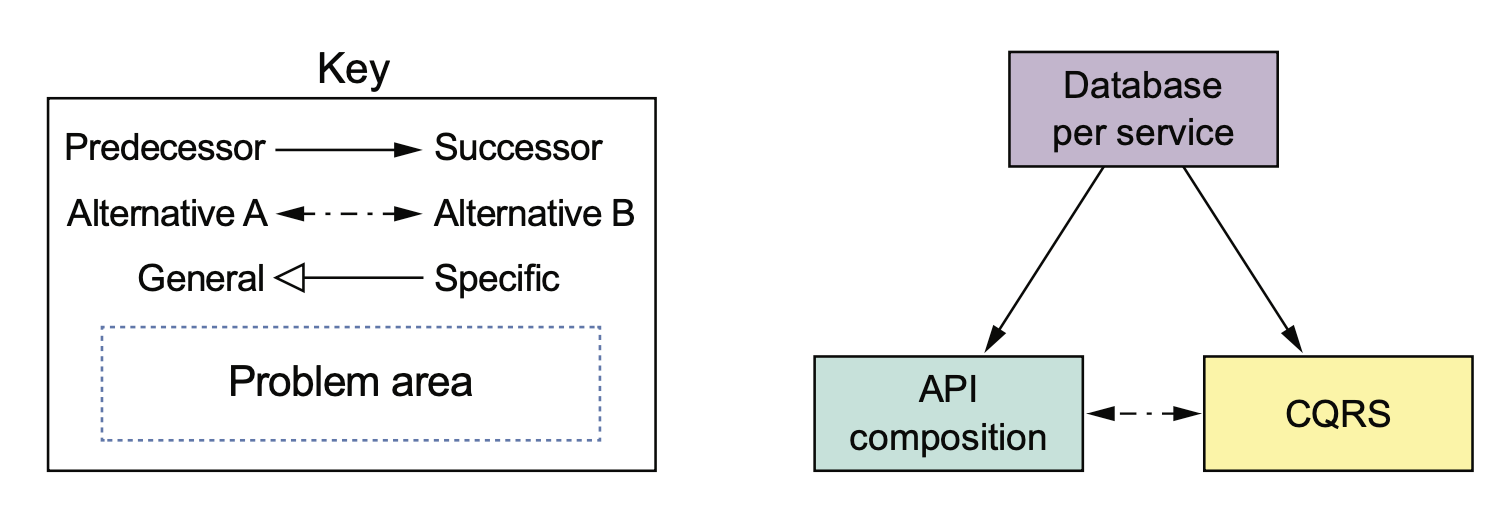 Key
Predecessor Successor
Alternative A Alternative B
General Specific
Problem area
Database
per service
API
composition
CQRS